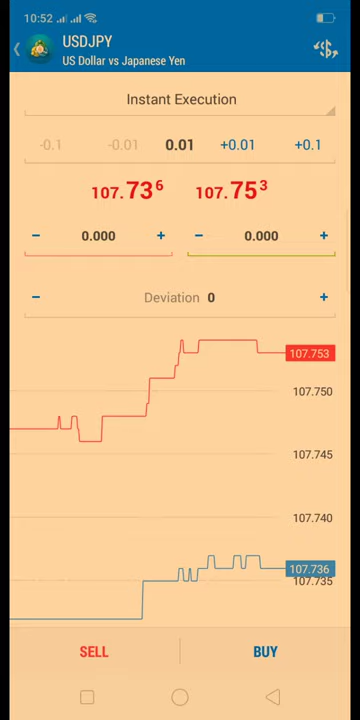 10:52
USDJPY
US Dollar vs Japanese Yen
Instant Execution
-0.1 -0.01 0.01 +0.01 +0.1
107.736 107.753
- 0.000 + - 0.000 +
- Deviation 0 +
107.753
107.750
107.745
107.740
107.736
107.735
SELL BUY